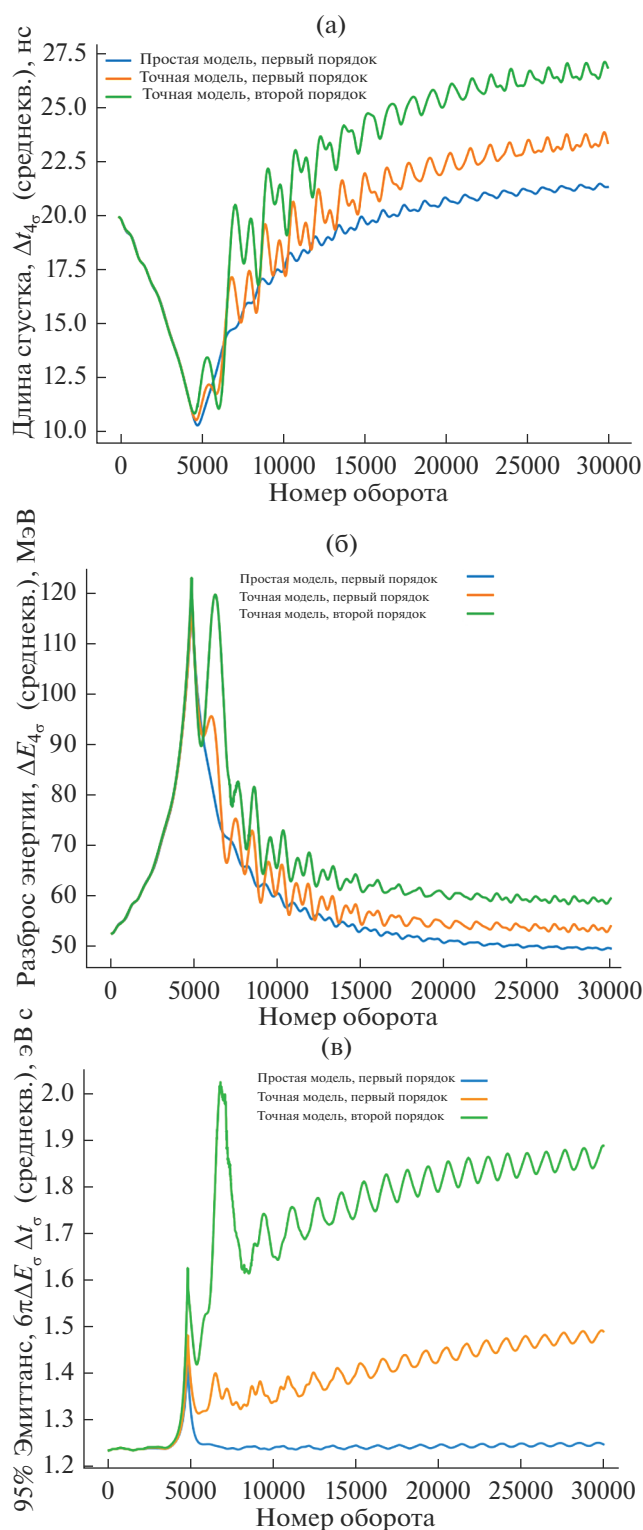 (а)
Длина сгустка, Δt4σ (среднекв.), нс
27.5
25.0
22.5
20.0
17.5
15.0
12.5
10.0
Простая модель, первый порядок
Точная модель, первый порядок
Точная модель, второй порядок
0 5000 10000 15000 20000 25000 30000
Номер оборота
(б)
Разброс энергии, ΔE4σ (среднекв.), МэВ
120
110
100
90
80
70
60
50
Простая модель, первый порядок
Точная модель, первый порядок
Точная модель, второй порядок
0 5000 10000 15000 20000 25000 30000
Номер оборота
(в)
95% Эмиттанс, 6πΔEσ Δtσ (среднекв.), эВ с
2.0
1.9
1.8
1.7
1.6
1.5
1.4
1.3
1.2
Простая модель, первый порядок
Точная модель, первый порядок
Точная модель, второй порядок
0 5000 10000 15000 20000 25000 30000
Номер оборота